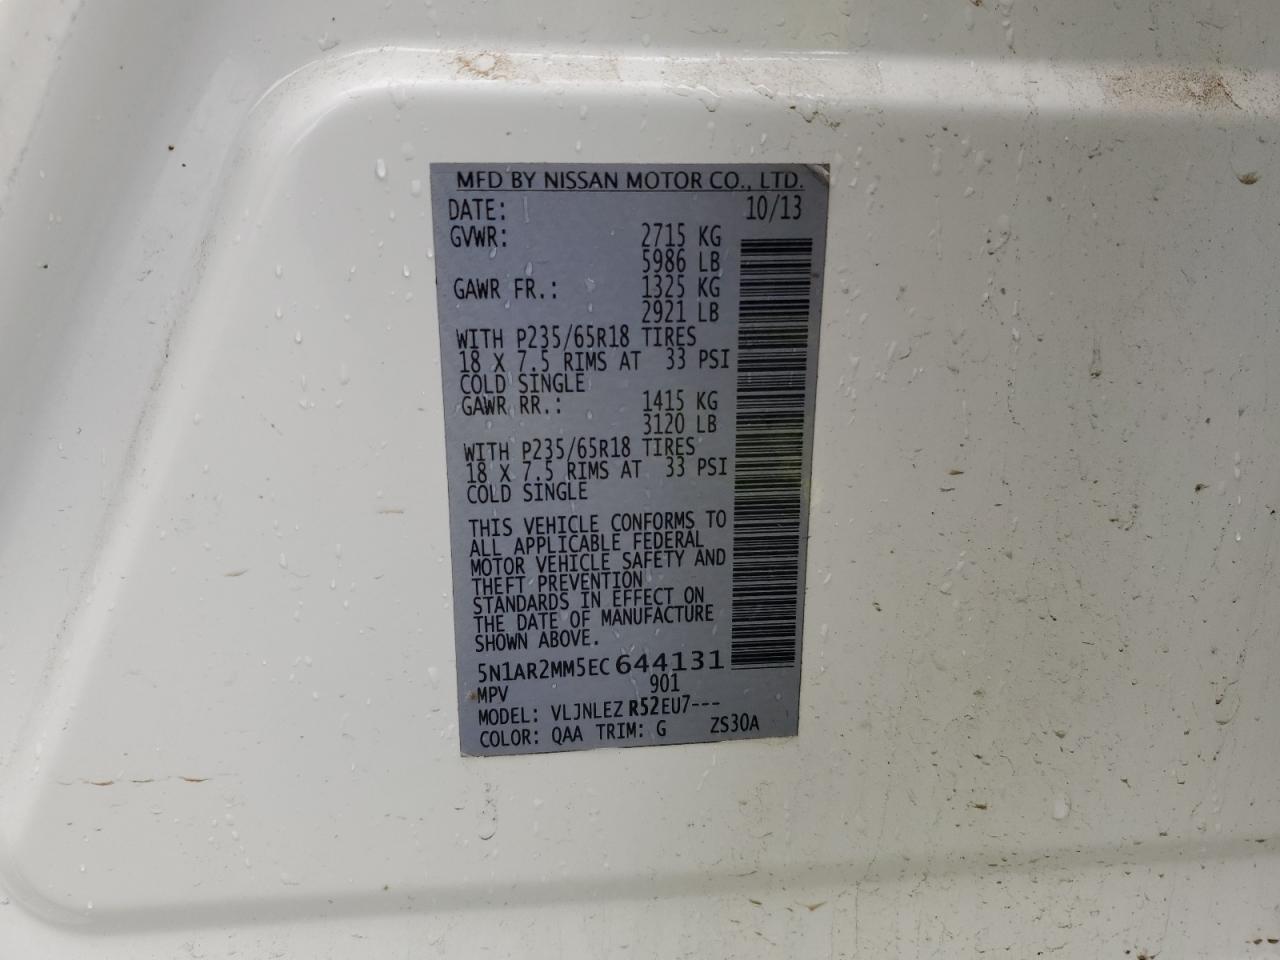 MFD BY NISSAN MOTOR CO., LTD.
DATE: 10/13
GVWR: 2715 KG
5986 LB
GAWR FR.: 1325 KG
2921 LB
WITH P235/65R18 TIRES
18 X 7.5 RIMS AT 33 PSI
COLD SINGLE
GAWR RR.: 1415 KG
3120 LB
WITH P235/65R18 TIRES
18 X 7.5 RIMS AT 33 PSI
COLD SINGLE
THIS VEHICLE CONFORMS TO
ALL APPLICABLE FEDERAL
MOTOR VEHICLE SAFETY AND
THEFT PREVENTION
STANDARDS IN EFFECT ON
THE DATE OF MANUFACTURE
SHOWN ABOVE.
5N1AR2MM5EC644131
MPV 901
MODEL: VLJNLEZR52EU7---
COLOR: QAA TRIM: G ZS30A